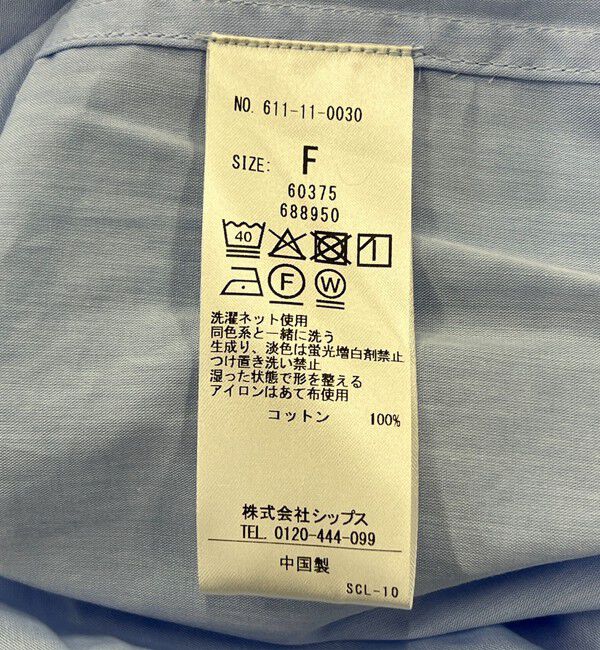 NO. 611-11-0030
SIZE: F
60375
688950
40
F W
洗濯ネット使用
同色系と一緒に洗う
生成り、淡色は蛍光増白剤禁止
つけ置き洗い禁止
湿った状態で形を整える
アイロンはあて布使用
コットン 100%
株式会社シップス
TEL. 0120-444-099
中国製
SCL-10